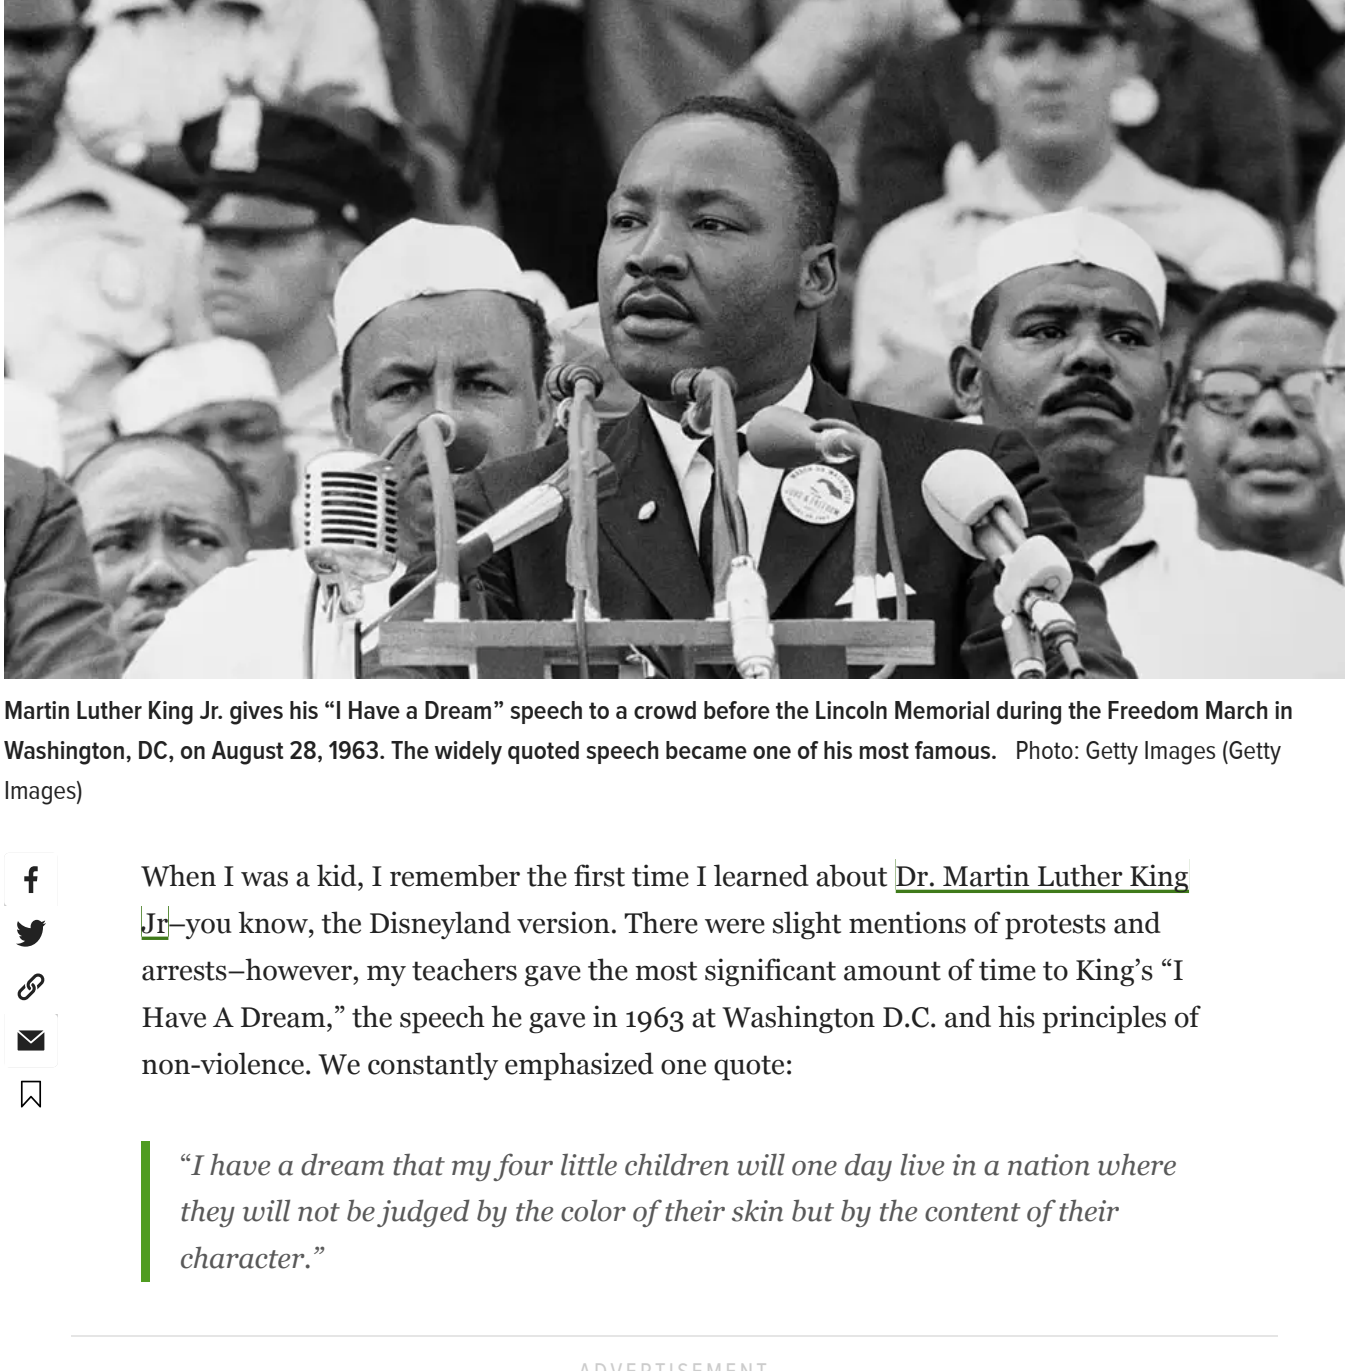 Martin Luther King Jr. gives his “I Have a Dream” speech to a crowd before the Lincoln Memorial during the Freedom March in
Washington, DC, on August 28, 1963. The widely quoted speech became one of his most famous. Photo: Getty Images (Getty
Images)
When I was a kid, I remember the first time I learned about Dr. Martin Luther King
Jr–you know, the Disneyland version. There were slight mentions of protests and
arrests–however, my teachers gave the most significant amount of time to King’s “I
Have A Dream,” the speech he gave in 1963 at Washington D.C. and his principles of
non-violence. We constantly emphasized one quote:
“I have a dream that my four little children will one day live in a nation where
they will not be judged by the color of their skin but by the content of their
character.”
ADVERTISEMENT